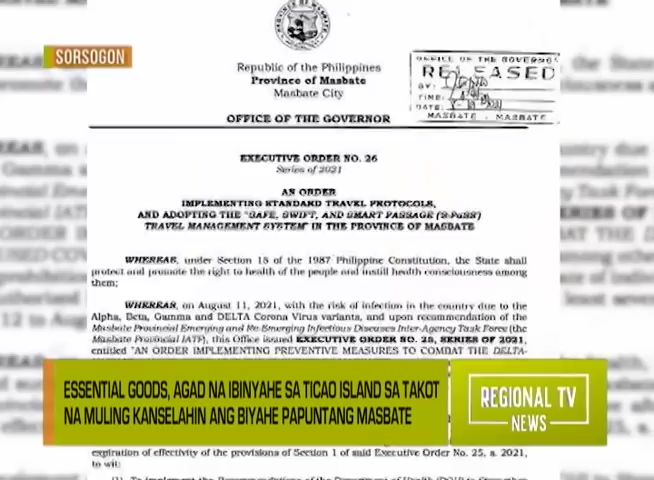 SORSOGON
Republic of the Philippines
Province of Masbate
Masbate City
OFFICE OF THE GOVERNOR
OFFICE OF THE GOVERNOR
RELEASED
BY:
TIME:
DATE:
MASBATE - MASBATE
EXECUTIVE ORDER NO. 26
Series of 2021
AN ORDER
IMPLEMENTING STANDARD TRAVEL PROTOCOLS,
AND ADOPTING THE "SAFE, SWIFT, AND SMART PASSAGE (S-PaSS)
TRAVEL MANAGEMENT SYSTEM" IN THE PROVINCE OF MASBATE
WHEREAS, under Section 15 of the 1987 Philippine Constitution, the State shall
protect and promote the right to health of the people and instill health consciousness among
them;
WHEREAS, on August 11, 2021, with the risk of infection in the country due to the
Alpha, Beta, Gamma and DELTA Corona Virus variants, and upon recommendation of the
Masbate Provincial Emerging and Re-Emerging Infectious Diseases Inter-Agency Task Force (the
Masbate Provincial IATF), this Office issued EXECUTIVE ORDER NO. 25, SERIES OF 2021,
entitled "AN ORDER IMPLEMENTING PREVENTIVE MEASURES TO COMBAT THE DELTA-
ESSENTIAL GOODS, AGAD NA IBINYAHE SA TICAO ISLAND SA TAKOT
NA MULING KANSELAHIN ANG BIYAHE PAPUNTANG MASBATE
REGIONAL TV
NEWS
expiration of effectivity of the provisions of Section 1 of said Executive Order No. 25, s. 2021,
to wit: